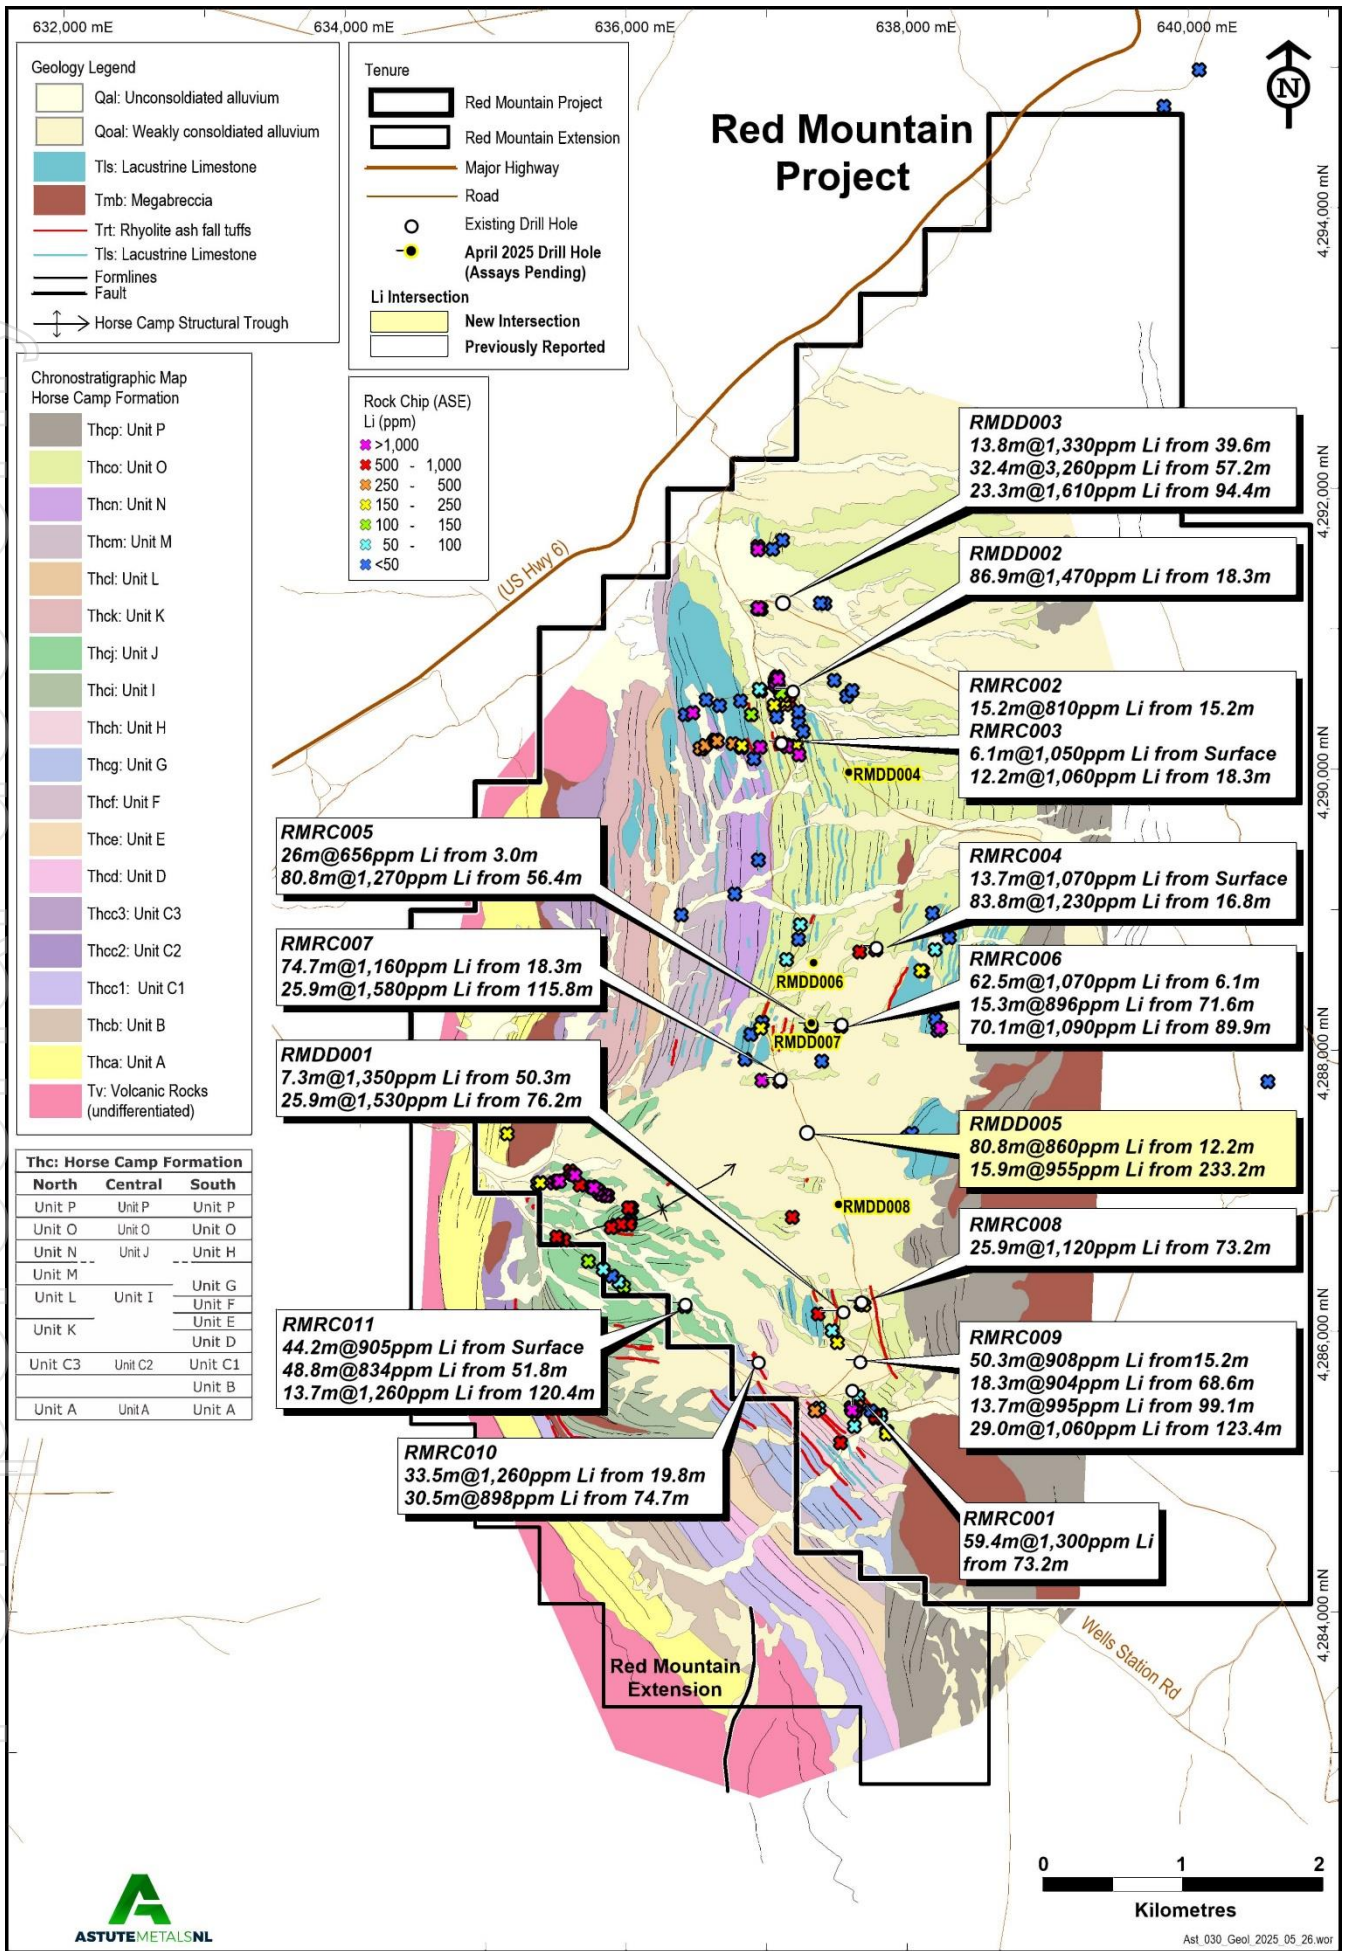 632,000 mE
634,000 mE
636,000 mE
638,000 mE
640,000 mE
Geology Legend
Qal: Unconsoldiated alluvium
Qoal: Weakly consoldiated alluvium
Tls: Lacustrine Limestone
Tmb: Megabreccia
Trt: Rhyolite ash fall tuffs
Tls: Lacustrine Limestone
Formlines
Fault
Horse Camp Structural Trough
Tenure
Red Mountain Project
Red Mountain Extension
Major Highway
Road
Existing Drill Hole
April 2025 Drill Hole
(Assays Pending)
Li Intersection
New Intersection
Previously Reported
Red Mountain
Project
N
Chronostratigraphic Map
Horse Camp Formation
Thcp: Unit P
Thco: Unit O
Thcn: Unit N
Thcm: Unit M
Thcl: Unit L
Thck: Unit K
Thcj: Unit J
Thci: Unit I
Thch: Unit H
Thcg: Unit G
Thcf: Unit F
Thce: Unit E
Thcd: Unit D
Thcc3: Unit C3
Thcc2: Unit C2
Thcc1: Unit C1
Thcb: Unit B
Thca: Unit A
Tv: Volcanic Rocks
(undifferentiated)
Rock Chip (ASE)
Li (ppm)
>1,000
500 - 1,000
250 - 500
150 - 250
100 - 150
50 - 100
<50
Thc: Horse Camp Formation
North Central South
Unit P Unit P Unit P
Unit O Unit O Unit O
Unit N Unit J Unit H
Unit M
Unit G
Unit L Unit I
Unit F
Unit E
Unit K
Unit D
Unit C3 Unit C2 Unit C1
Unit B
Unit A Unit A Unit A
(US Hwy 6)
RMDD003
13.8m@1,330ppm Li from 39.6m
32.4m@3,260ppm Li from 57.2m
23.3m@1,610ppm Li from 94.4m
RMDD002
86.9m@1,470ppm Li from 18.3m
RMRC002
15.2m@810ppm Li from 15.2m
RMRC003
6.1m@1,050ppm Li from Surface
12.2m@1,060ppm Li from 18.3m
RMDD004
RMRC005
26m@656ppm Li from 3.0m
80.8m@1,270ppm Li from 56.4m
RMRC004
13.7m@1,070ppm Li from Surface
83.8m@1,230ppm Li from 16.8m
RMRC007
74.7m@1,160ppm Li from 18.3m
25.9m@1,580ppm Li from 115.8m
RMDD006
RMRC006
62.5m@1,070ppm Li from 6.1m
15.3m@896ppm Li from 71.6m
70.1m@1,090ppm Li from 89.9m
RMDD007
RMDD001
7.3m@1,350ppm Li from 50.3m
25.9m@1,530ppm Li from 76.2m
RMDD005
80.8m@860ppm Li from 12.2m
15.9m@955ppm Li from 233.2m
RMDD008
RMRC008
25.9m@1,120ppm Li from 73.2m
RMRC011
44.2m@905ppm Li from Surface
48.8m@834ppm Li from 51.8m
13.7m@1,260ppm Li from 120.4m
RMRC009
50.3m@908ppm Li from15.2m
18.3m@904ppm Li from 68.6m
13.7m@995ppm Li from 99.1m
29.0m@1,060ppm Li from 123.4m
RMRC010
33.5m@1,260ppm Li from 19.8m
30.5m@898ppm Li from 74.7m
RMRC001
59.4m@1,300ppm Li
from 73.2m
Red Mountain
Extension
Wells Station Rd
4,294,000 mN
4,292,000 mN
4,290,000 mN
4,288,000 mN
4,286,000 mN
4,284,000 mN
0 1 2
Kilometres
ASTUTEMETALSNL
Ast_030_Geol_2025_05_26.wor